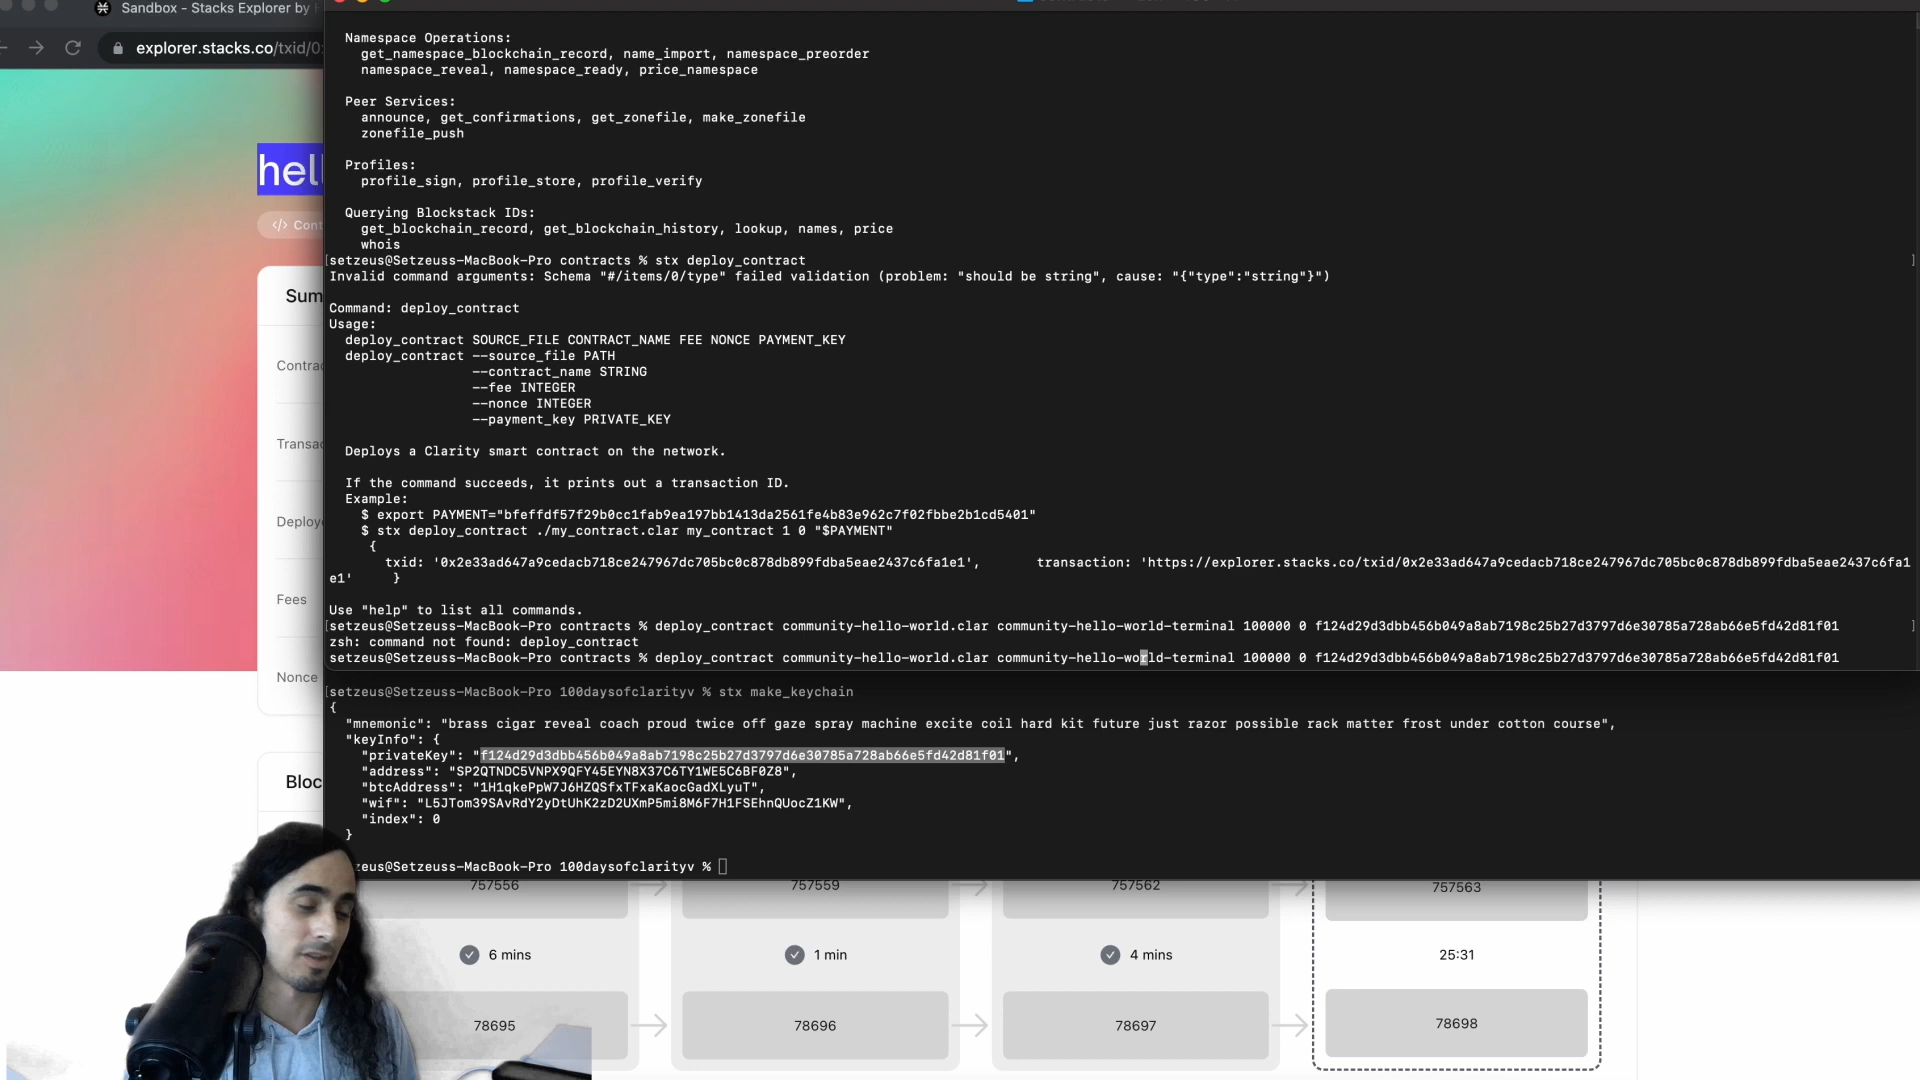 Sandbox - Stacks Explorer by
explorer.stacks.co/txid/0
hell
</> Cont
Sum
Contrac
Transac
Deploye
Fees
Nonce
Bloc
Namespace Operations:
get_namespace_blockchain_record, name_import, namespace_preorder
namespace_reveal, namespace_ready, price_namespace
Peer Services:
announce, get_confirmations, get_zonefile, make_zonefile
zonefile_push
Profiles:
profile_sign, profile_store, profile_verify
Querying Blockstack IDs:
get_blockchain_record, get_blockchain_history, lookup, names, price
whois
[setzeus@Setzeuss-MacBook-Pro contracts % stx deploy_contract ]
Invalid command arguments: Schema "#/items/0/type" failed validation (problem: "should be string", cause: "{"type":"string"}")
Command: deploy_contract
Usage:
deploy_contract SOURCE_FILE CONTRACT_NAME FEE NONCE PAYMENT_KEY
deploy_contract --source_file PATH
--contract_name STRING
--fee INTEGER
--nonce INTEGER
--payment_key PRIVATE_KEY
Deploys a Clarity smart contract on the network.
If the command succeeds, it prints out a transaction ID.
Example:
$ export PAYMENT="bfeffdf57f29b0cc1fab9ea197bb1413da2561fe4b83e962c7f02fbbe2b1cd5401"
$ stx deploy_contract ./my_contract.clar my_contract 1 0 "$PAYMENT"
{
txid: '0x2e33ad647a9cedacb718ce247967dc705bc0c878db899fdba5eae2437c6fa1e1', transaction: 'https://explorer.stacks.co/txid/0x2e33ad647a9cedacb718ce247967dc705bc0c878db899fdba5eae2437c6fa1
e1' }
Use "help" to list all commands.
[setzeus@Setzeuss-MacBook-Pro contracts % deploy_contract community-hello-world.clar community-hello-world-terminal 100000 0 f124d29d3dbb456b049a8ab7198c25b27d3797d6e30785a728ab66e5fd42d81f01 ]
zsh: command not found: deploy_contract
setzeus@Setzeuss-MacBook-Pro contracts % deploy_contract community-hello-world.clar community-hello-world-terminal 100000 0 f124d29d3dbb456b049a8ab7198c25b27d3797d6e30785a728ab66e5fd42d81f01
[setzeus@Setzeuss-MacBook-Pro 100daysofclarityv % stx make_keychain
{
"mnemonic": "brass cigar reveal coach proud twice off gaze spray machine excite coil hard kit future just razor possible rack matter frost under cotton course",
"keyInfo": {
"privateKey": "f124d29d3dbb456b049a8ab7198c25b27d3797d6e30785a728ab66e5fd42d81f01",
"address": "SP2QTNDC5VNPX9QFY45EYN8X37C6TY1WE5C6BF0Z8",
"btcAddress": "1H1qkePpW7J6HZQSfxTFxaKaocGadXLyuT",
"wif": "L5JTom39SAvRdY2yDtUhK2zD2UXmP5mi8M6F7H1FSEhnQUocZ1KW",
"index": 0
}
zeus@Setzeuss-MacBook-Pro 100daysofclarityv %
757556 757559 757562 757563
6 mins 1 min 4 mins 25:31
78695 78696 78697 78698